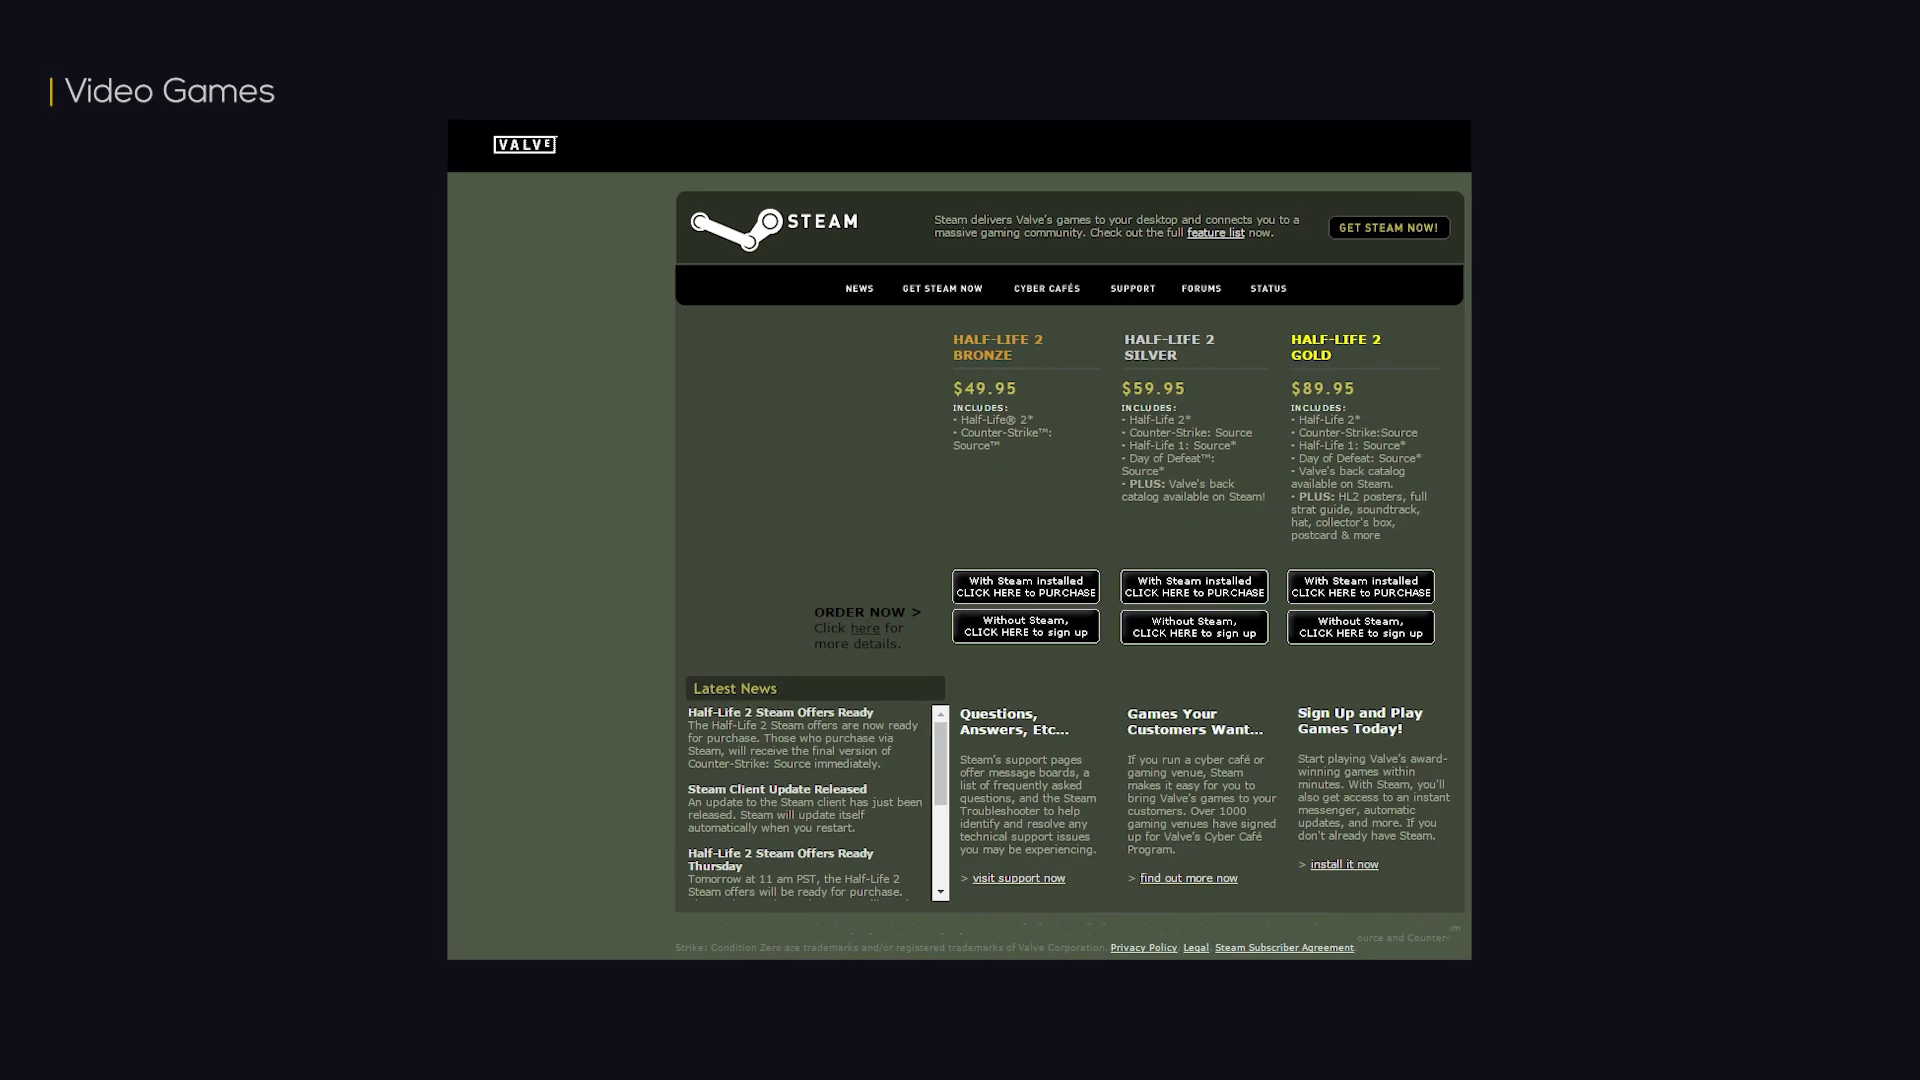 Video Games
VALVE
STEAM
Steam delivers Valve's games to your desktop and connects you to a
massive gaming community. Check out the full feature list now.
GET STEAM NOW!
NEWS GET STEAM NOW CYBER CAFÉS SUPPORT FORUMS STATUS
HALF-LIFE 2
BRONZE
$49.95
INCLUDES:
- Half-Life® 2*
- Counter-Strike™:
Source™
With Steam installed
CLICK HERE to PURCHASE
Without Steam,
CLICK HERE to sign up
HALF-LIFE 2
SILVER
$59.95
INCLUDES:
- Half-Life 2*
- Counter-Strike: Source
- Half-Life 1: Source*
- Day of Defeat™:
Source*
- PLUS: Valve's back
catalog available on Steam!
With Steam installed
CLICK HERE to PURCHASE
Without Steam,
CLICK HERE to sign up
HALF-LIFE 2
GOLD
$89.95
INCLUDES:
- Half-Life 2*
- Counter-Strike:Source
- Half-Life 1: Source*
- Day of Defeat: Source*
- Valve's back catalog
available on Steam.
- PLUS: HL2 posters, full
strat guide, soundtrack,
hat, collector's box,
postcard & more
With Steam installed
CLICK HERE to PURCHASE
Without Steam,
CLICK HERE to sign up
ORDER NOW >
Click here for
more details.
Latest News
Half-Life 2 Steam Offers Ready
The Half-Life 2 Steam offers are now ready
for purchase. Those who purchase via
Steam, will receive the final version of
Counter-Strike: Source immediately.
Steam Client Update Released
An update to the Steam client has just been
released. Steam will update itself
automatically when you restart.
Half-Life 2 Steam Offers Ready
Thursday
Tomorrow at 11 am PST, the Half-Life 2
Steam offers will be ready for purchase.
Questions,
Answers, Etc...
Steam's support pages
offer message boards, a
list of frequently asked
questions, and the Steam
Troubleshooter to help
identify and resolve any
technical support issues
you may be experiencing.
> visit support now
Games Your
Customers Want...
If you run a cyber café or
gaming venue, Steam
makes it easy for you to
bring Valve's games to your
customers. Over 1000
gaming venues have signed
up for Valve's Cyber Café
Program.
> find out more now
Sign Up and Play
Games Today!
Start playing Valve's award-
winning games within
minutes. With Steam, you'll
also get access to an instant
messenger, automatic
updates, and more. If you
don't already have Steam.
> install it now
ource and Counter-
Strike: Condition Zero are trademarks and/or registered trademarks of Valve Corporation. Privacy Policy. Legal. Steam Subscriber Agreement.